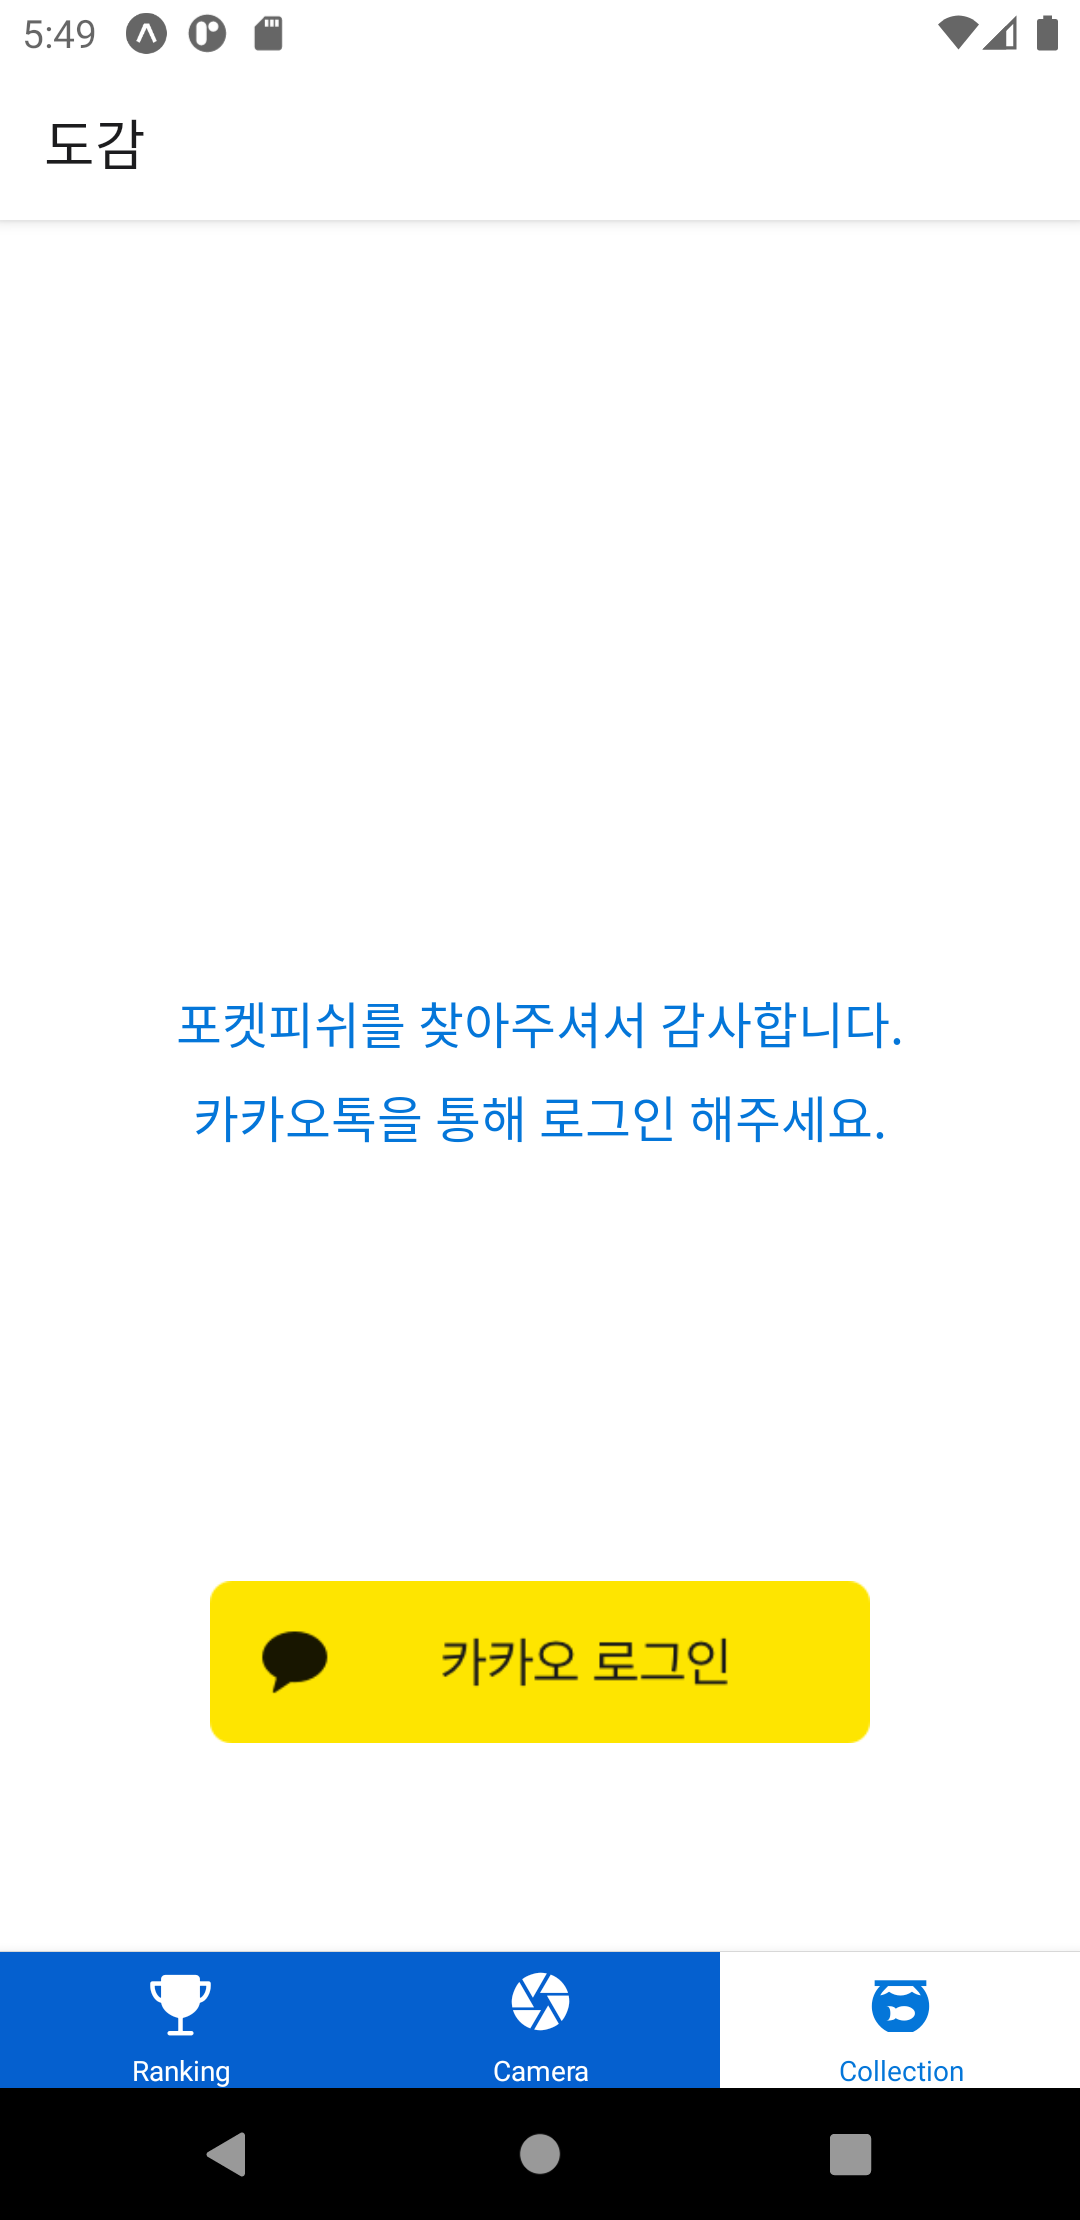 5:49
도감
포켓피쉬를 찾아주셔서 감사합니다.
카카오톡을 통해 로그인 해주세요.
카카오 로그인
Ranking
Camera
Collection